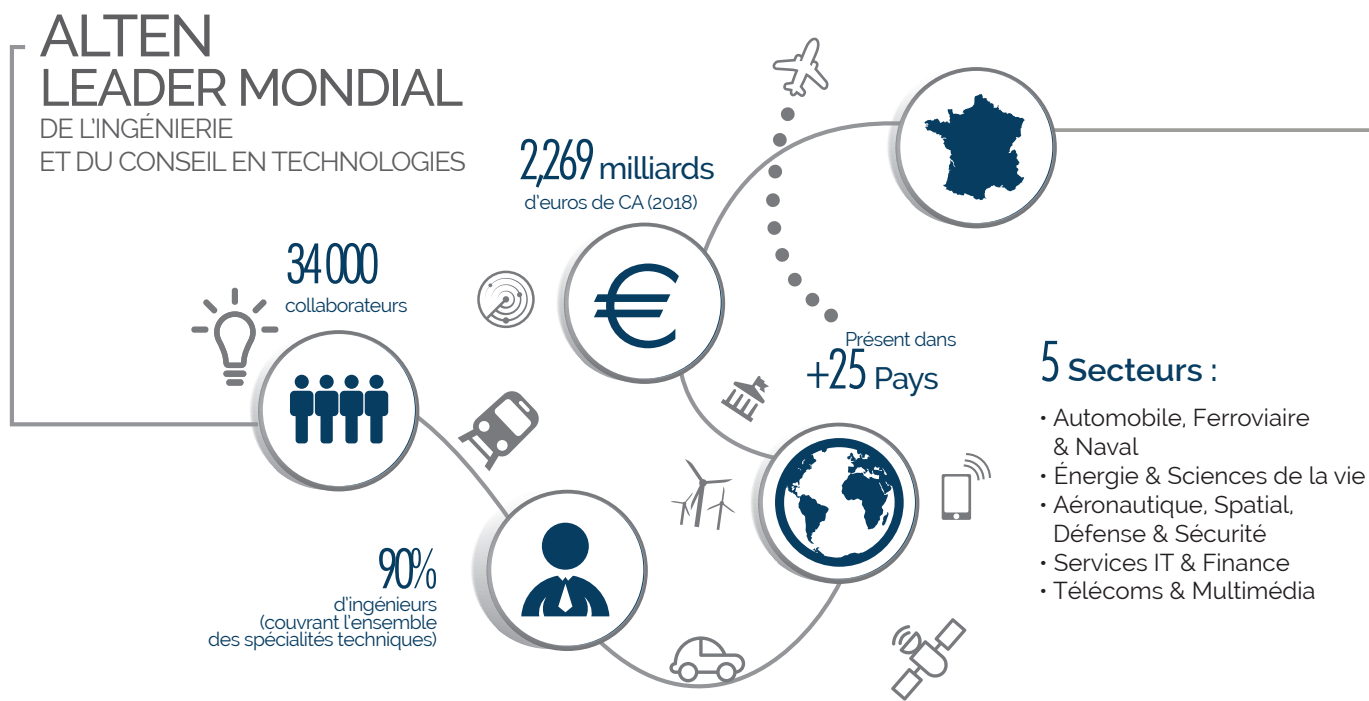 ALTEN
LEADER MONDIAL
DE L'INGÉNIERIE
ET DU CONSEIL EN TECHNOLOGIES
2,269 milliards
d'euros de CA (2018)
34 000
collaborateurs
Présent dans
+25 Pays
90%
d'ingénieurs
(couvrant l'ensemble
des spécialités techniques)
5 Secteurs :
• Automobile, Ferroviaire
& Naval
• Énergie & Sciences de la vie
• Aéronautique, Spatial,
Défense & Sécurité
• Services IT & Finance
• Télécoms & Multimédia